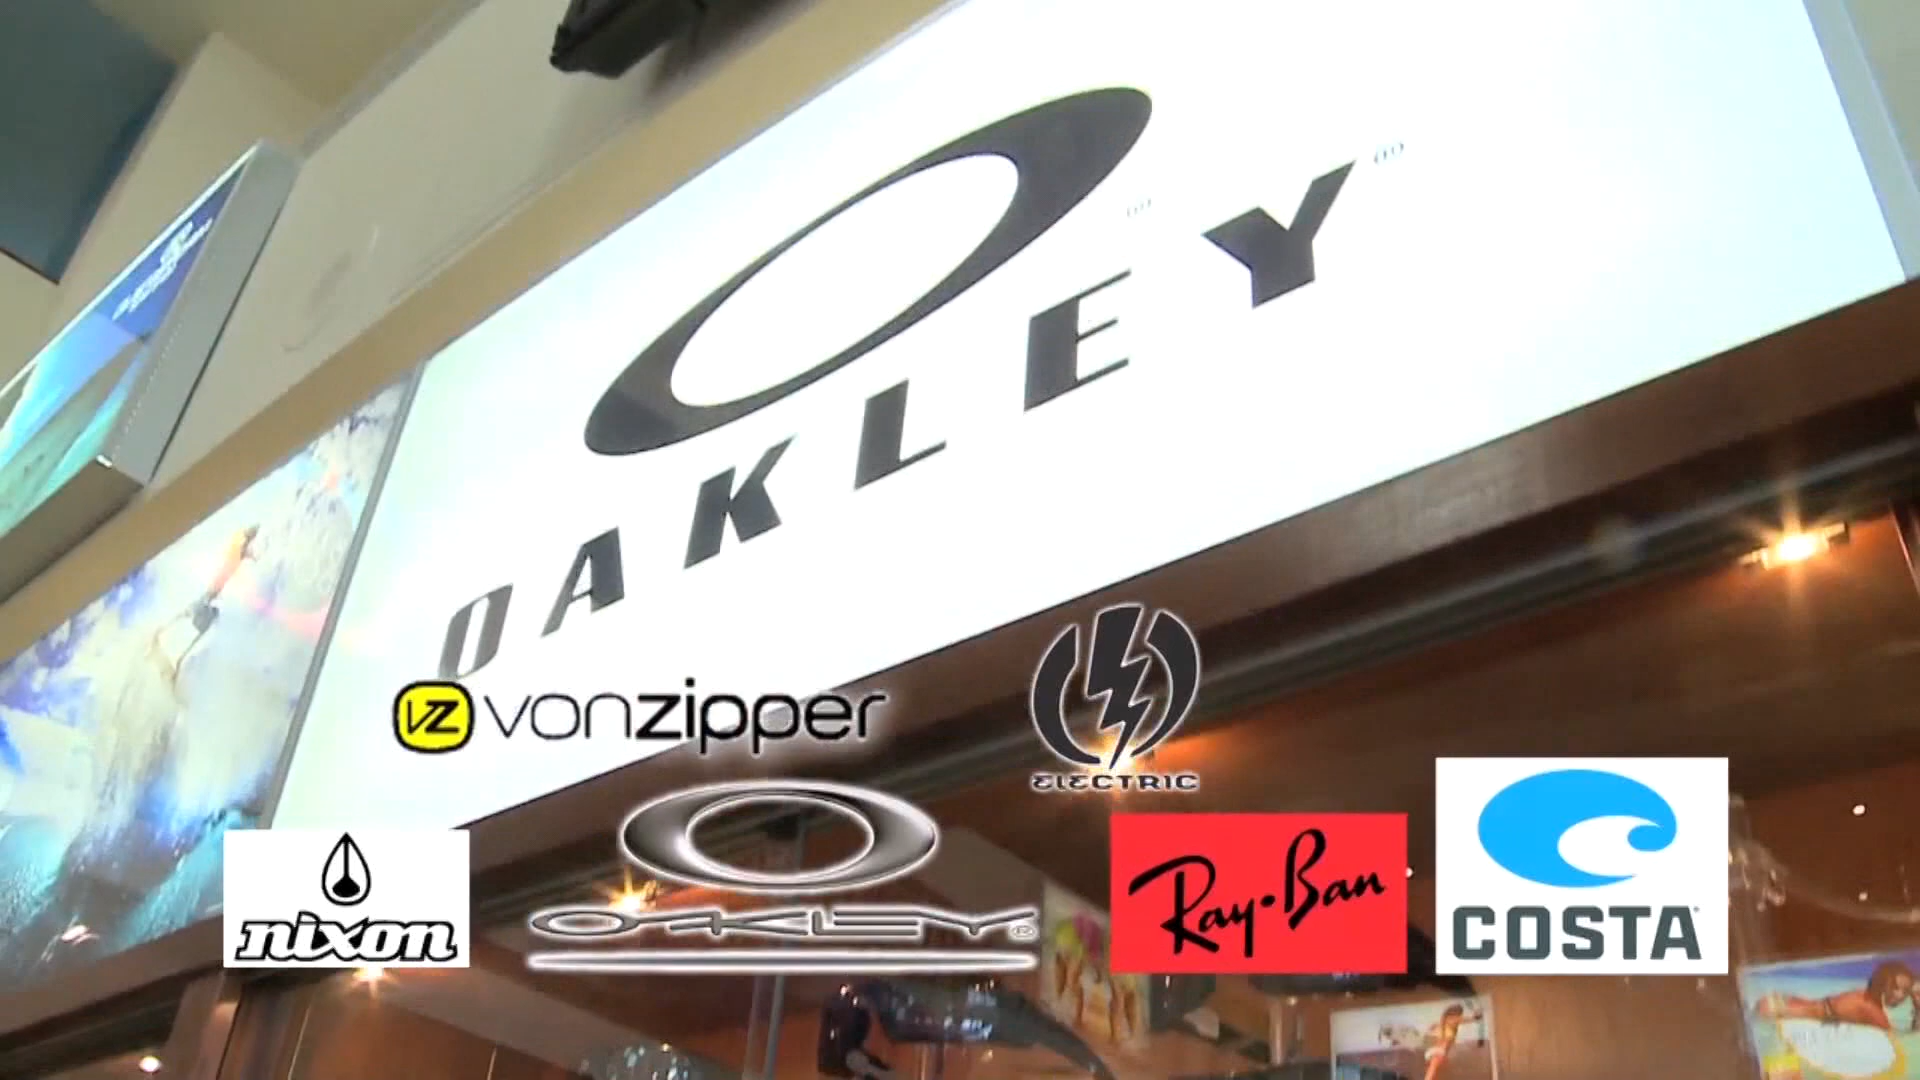 OAKLEY
VZ vonzipper
ELECTRIC
nixon
OAKLEY
Ray-Ban
COSTA